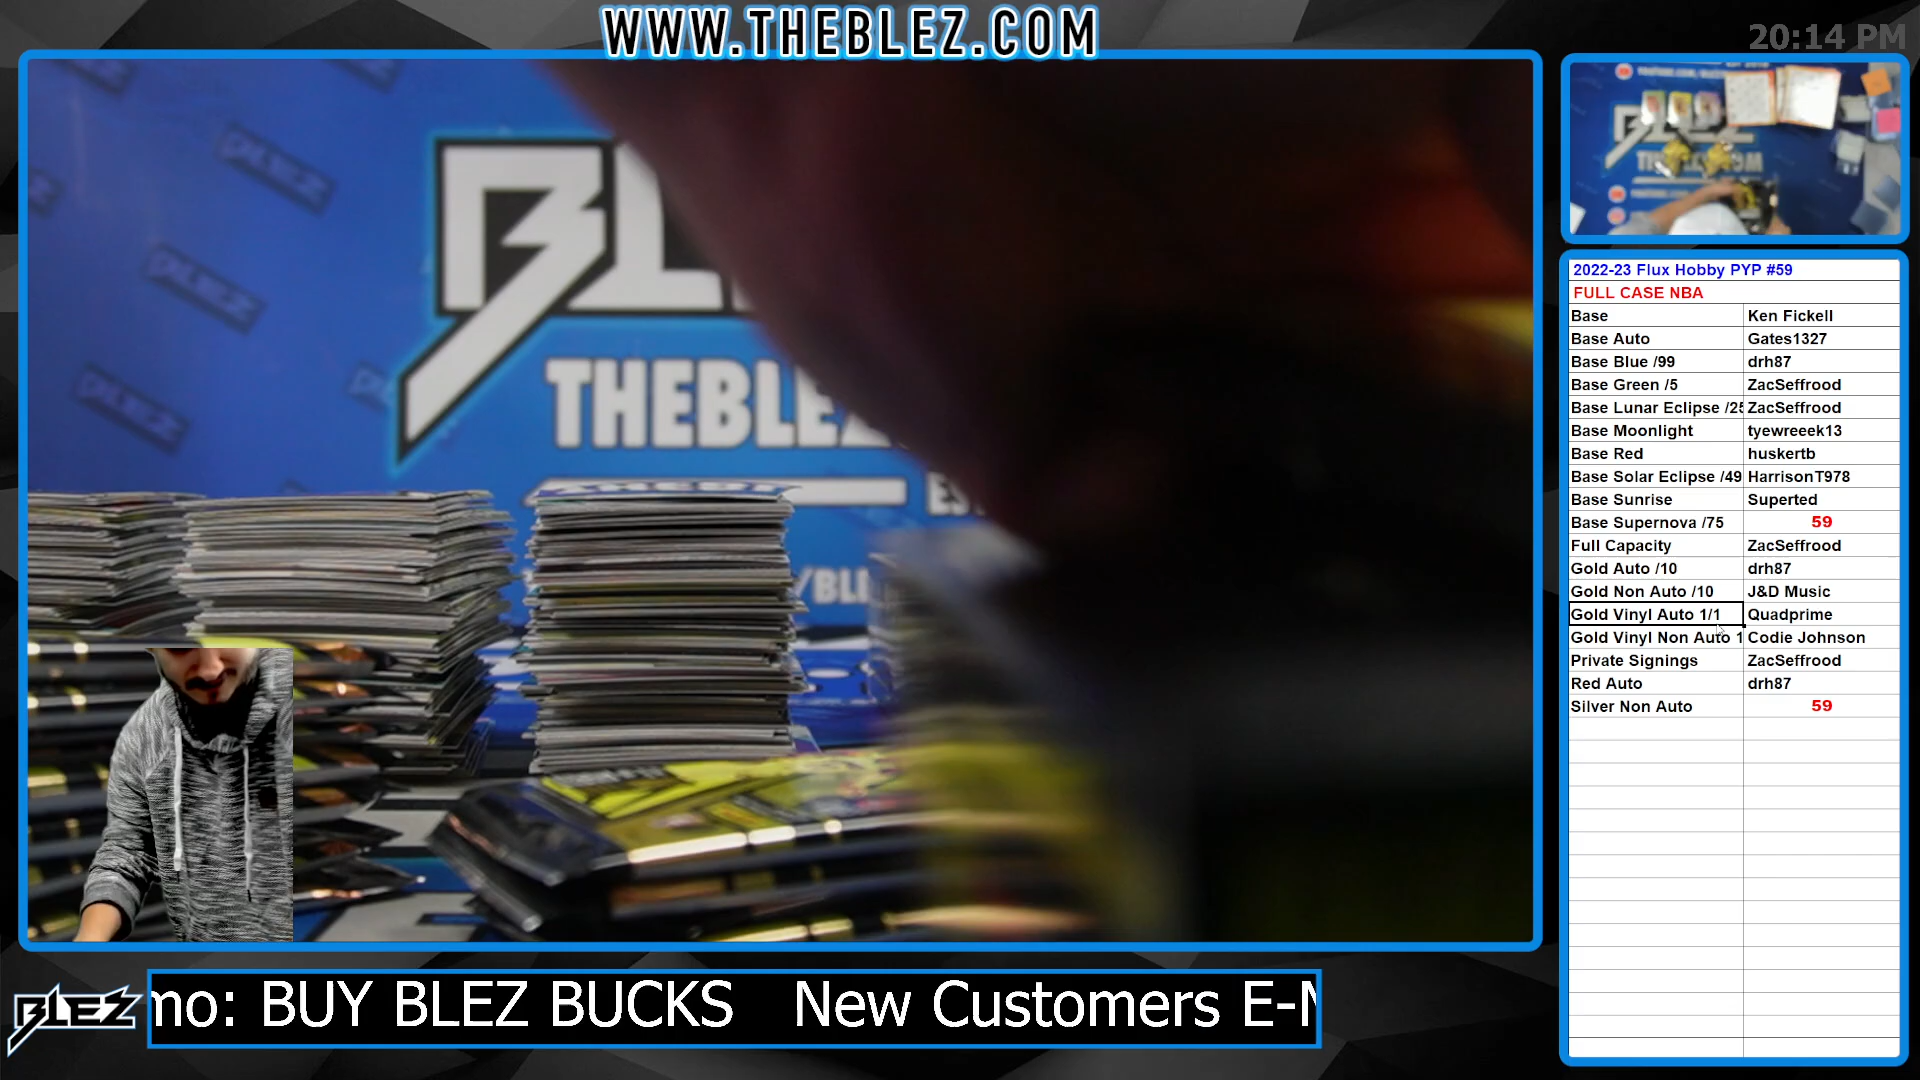 WWW.THEBLEZ.COM
20:14 PM
BLEZ
THEBLEZ
2022-23 Flux Hobby PYP #59
FULL CASE NBA
Base Ken Fickell
Base Auto Gates1327
Base Blue /99 drh87
Base Green /5 ZacSeffrood
Base Lunar Eclipse /25 ZacSeffrood
Base Moonlight tyewreeek13
Base Red huskertb
Base Solar Eclipse /49 HarrisonT978
Base Sunrise Superted
Base Supernova /75 59
Full Capacity ZacSeffrood
Gold Auto /10 drh87
Gold Non Auto /10 J&D Music
Gold Vinyl Auto 1/1 Quadprime
Gold Vinyl Non Auto 1 Codie Johnson
Private Signings ZacSeffrood
Red Auto drh87
Silver Non Auto 59
BLEZ
mo: BUY BLEZ BUCKS New Customers E-M